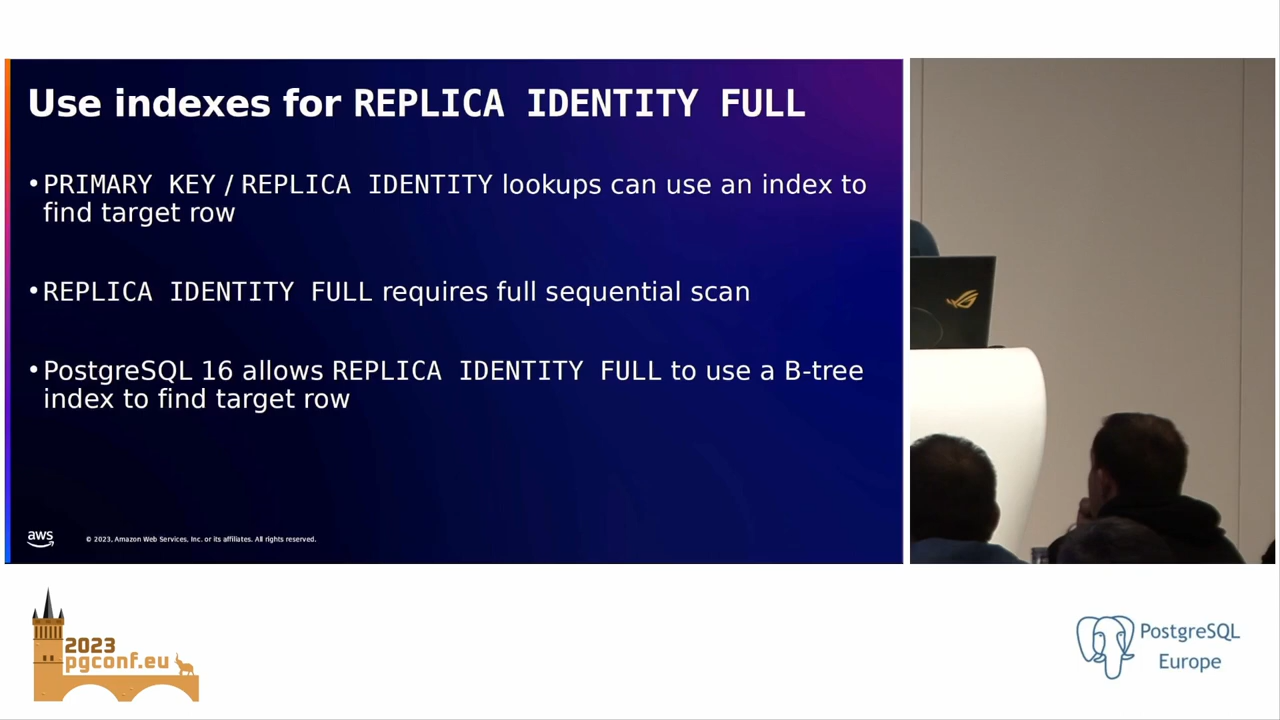 Use indexes for REPLICA IDENTITY FULL
•PRIMARY KEY / REPLICA IDENTITY lookups can use an index to
find target row
•REPLICA IDENTITY FULL requires full sequential scan
•PostgreSQL 16 allows REPLICA IDENTITY FULL to use a B-tree
index to find target row
aws
© 2023, Amazon Web Services, Inc. or its affiliates. All rights reserved.
2023
pgconf.eu
PostgreSQL
Europe